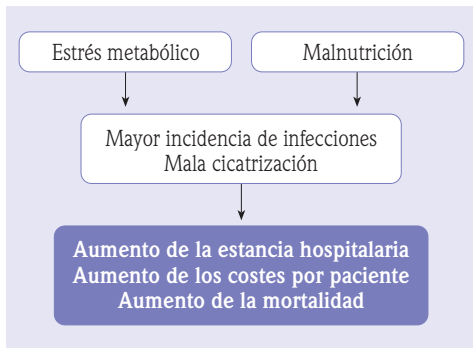 Estrés metabólico
Malnutrición
Mayor incidencia de infecciones
Mala cicatrización
Aumento de la estancia hospitalaria
Aumento de los costes por paciente
Aumento de la mortalidad